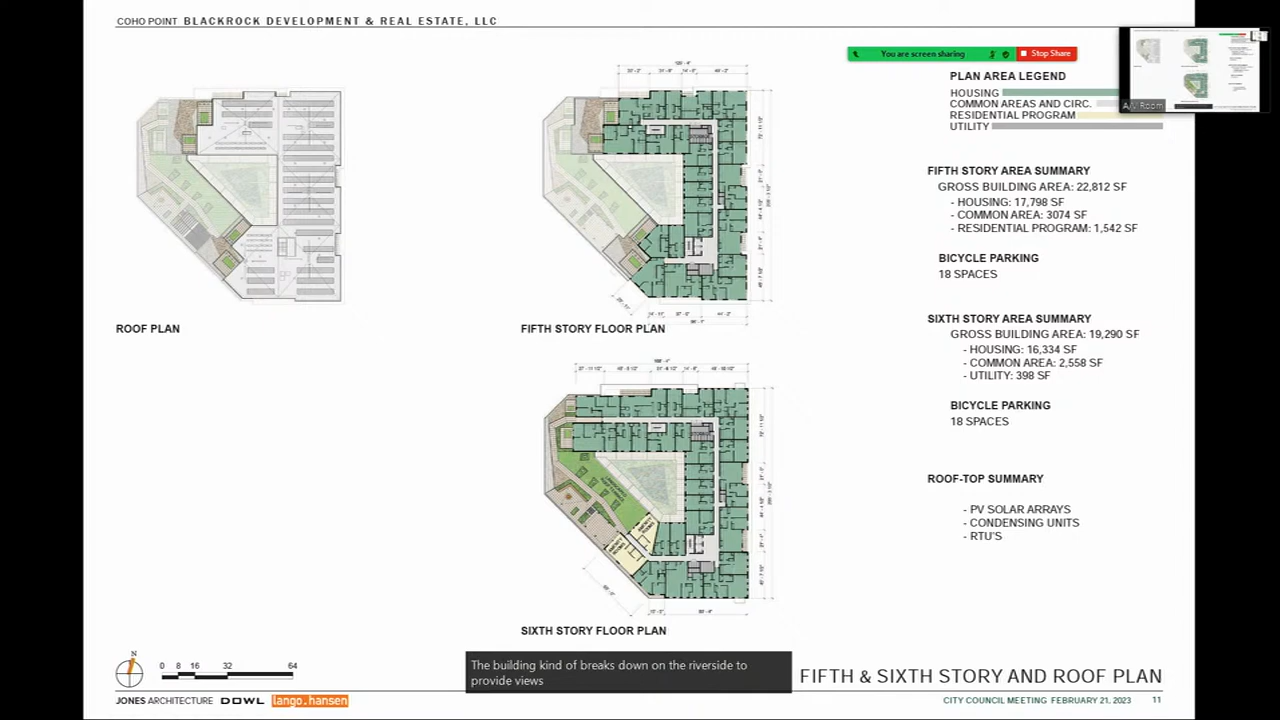 COHO POINT BLACKROCK DEVELOPMENT & REAL ESTATE, LLC
You are screen sharing
Stop Share
PLAN AREA LEGEND
HOUSING
COMMON AREAS AND CIRC.
RESIDENTIAL PROGRAM
UTILITY
A/V Room
ROOF PLAN
FIFTH STORY FLOOR PLAN
SIXTH STORY FLOOR PLAN
FIFTH STORY AREA SUMMARY
GROSS BUILDING AREA: 22,812 SF
- HOUSING: 17,798 SF
- COMMON AREA: 3074 SF
- RESIDENTIAL PROGRAM: 1,542 SF
BICYCLE PARKING
18 SPACES
SIXTH STORY AREA SUMMARY
GROSS BUILDING AREA: 19,290 SF
- HOUSING: 16,334 SF
- COMMON AREA: 2,558 SF
- UTILITY: 398 SF
BICYCLE PARKING
18 SPACES
ROOF-TOP SUMMARY
- PV SOLAR ARRAYS
- CONDENSING UNITS
- RTU'S
N
0 8 16 32 64
The building kind of breaks down on the riverside to
provide views
FIFTH & SIXTH STORY AND ROOF PLAN
JONES ARCHITECTURE DOWL lango.hansen
CITY COUNCIL MEETING FEBRUARY 21, 2023 11